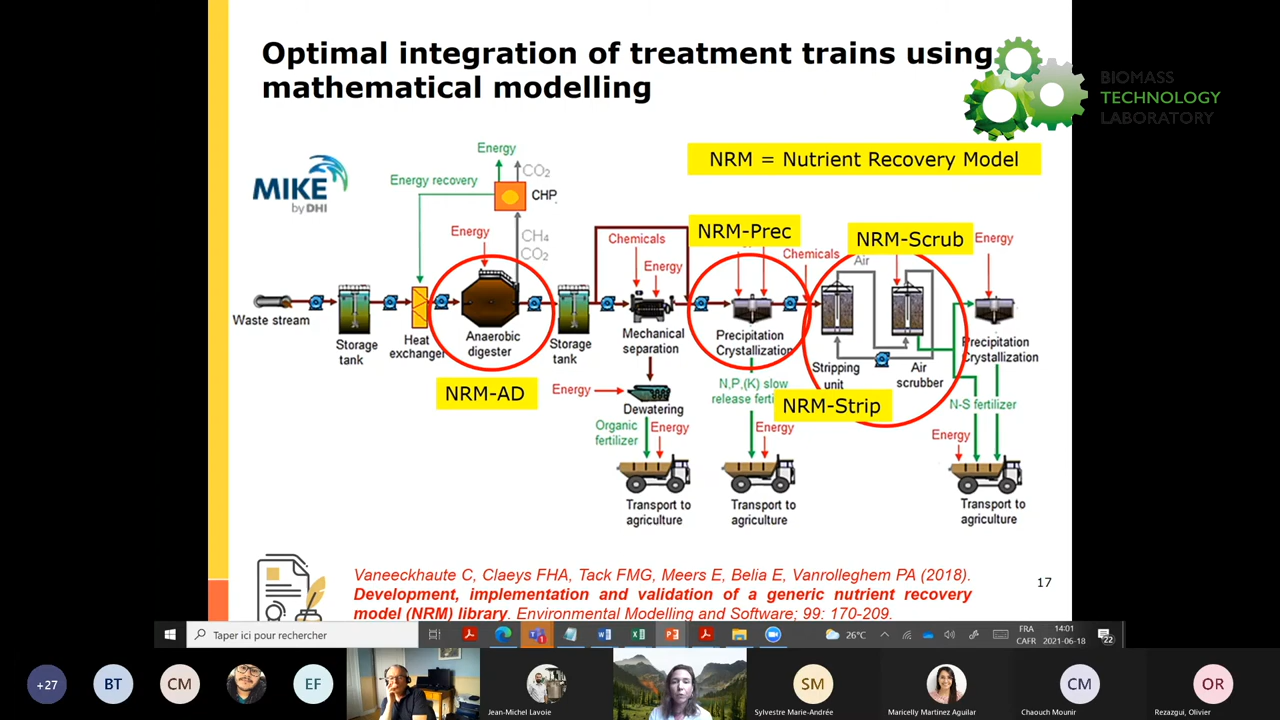 Optimal integration of treatment trains using
mathematical modelling
BIOMASS
TECHNOLOGY
LABORATORY
MIKE
by DHI
NRM = Nutrient Recovery Model
Energy
CO2
Energy recovery
CHP
Energy
CH4
CO2
Chemicals
Energy
NRM-Prec
Chemicals
NRM-Scrub
Air
Energy
Waste stream
Storage
tank
Heat
exchanger
Anaerobic
digester
Storage
tank
Mechanical
separation
Precipitation
Crystallization
Stripping
unit
Air
scrubber
Precipitation
Crystallization
NRM-AD
Energy
Dewatering
N,P,(K) slow
release
NRM-Strip
N-S fertilizer
Organic
fertilizer
Energy
Energy
Energy
Transport to
agriculture
Transport to
agriculture
Transport to
agriculture
Vaneeckhaute C, Claeys FHA, Tack FMG, Meers E, Belia E, Vanrolleghem PA (2018).
Development, implementation and validation of a generic nutrient recovery
model (NRM) library. Environmental Modelling and Software; 99: 170-209.
17
Taper ici pour rechercher
26°C
FRA
CAFR
14:01
2021-06-18
22
+27
BT
CM
EF
Jean-Michel Lavoie
SM
Sylvestre Marie-Andrée
Maricelly Martinez Aguilar
CM
Chaouch Mounir
OR
Rezazgui, Olivier